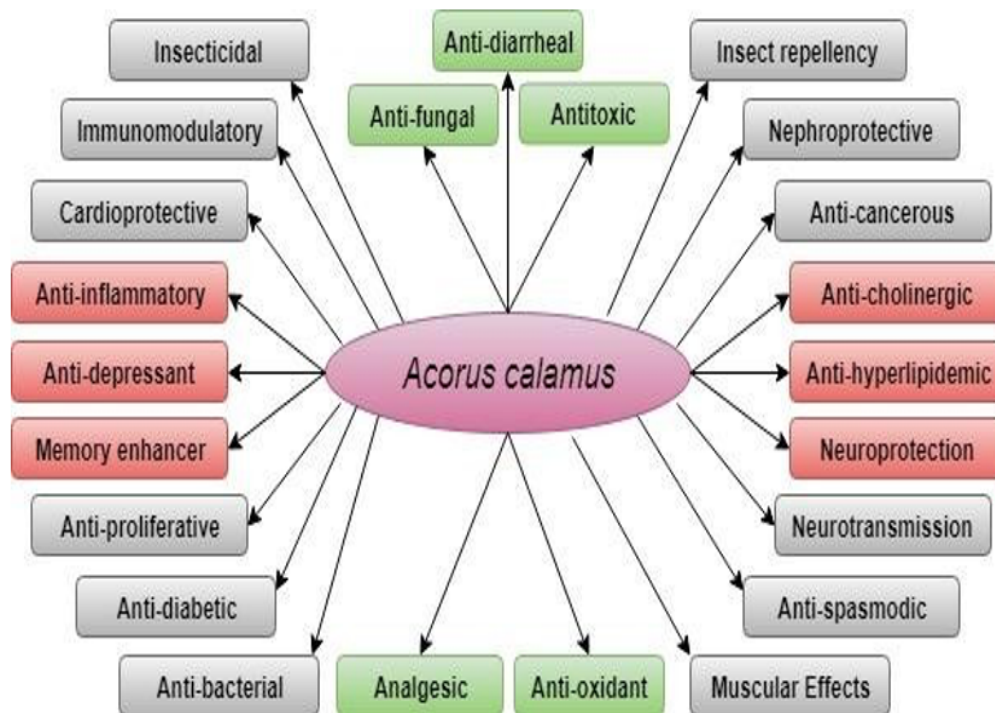 Anti-diarrheal
Insecticidal
Insect repellency
Anti-fungal
Antitoxic
Immunomodulatory
Nephroprotective
Cardioprotective
Anti-cancerous
Anti-inflammatory
Anti-cholinergic
Acorus calamus
Anti-depressant
Anti-hyperlipidemic
Memory enhancer
Neuroprotection
Anti-proliferative
Neurotransmission
Anti-diabetic
Anti-spasmodic
Anti-bacterial
Analgesic
Anti-oxidant
Muscular Effects